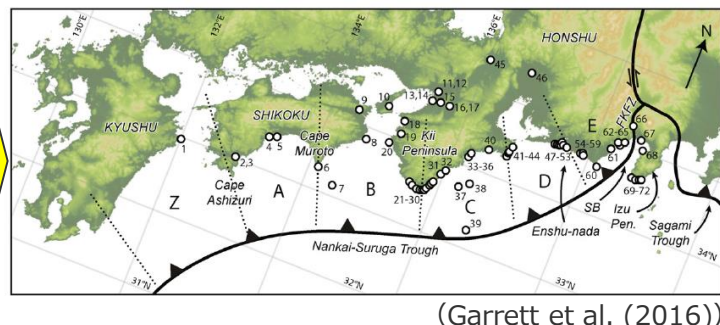 130°E
132°E
136°E
HONSHU
N
45
46
11,12
13,14
15
16,17
10
9
SHIKOKU
18
19
20
8
Kii
Peninsula
KYUSHU
1
4 5
Cape
Muroto
2,3
6
7
Cape
Ashizuri
Z
A
B
C
D
E
21-30
31
32
33-36
37
38
39
40
41-44
47-53
54-59
60
61
62-65
66
67
68
69-72
FKFZ
SB
Izu
Pen.
Enshu-nada
Sagami
Trough
Nankai-Suruga Trough
31°N
32°N
33°N
34°N
(Garrett et al. (2016))